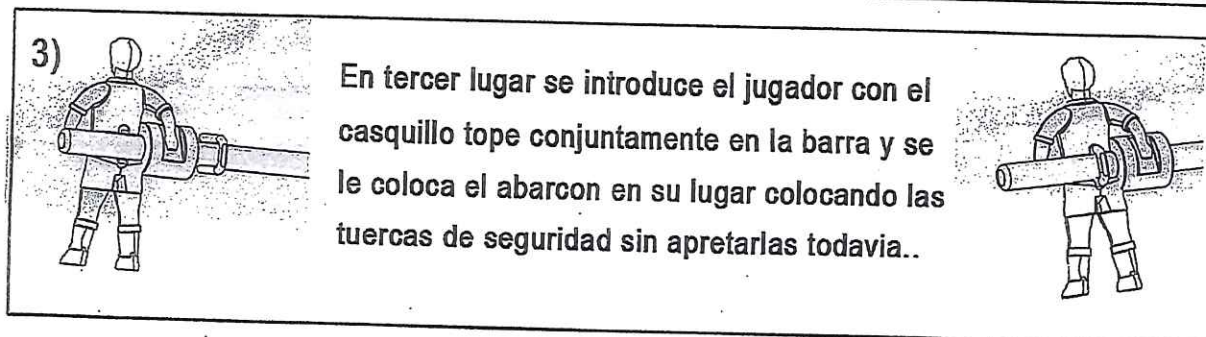 3)
En tercer lugar se introduce el jugador con el
casquillo tope conjuntamente en la barra y se
le coloca el abarcon en su lugar colocando las
tuercas de seguridad sin apretarlas todavia..